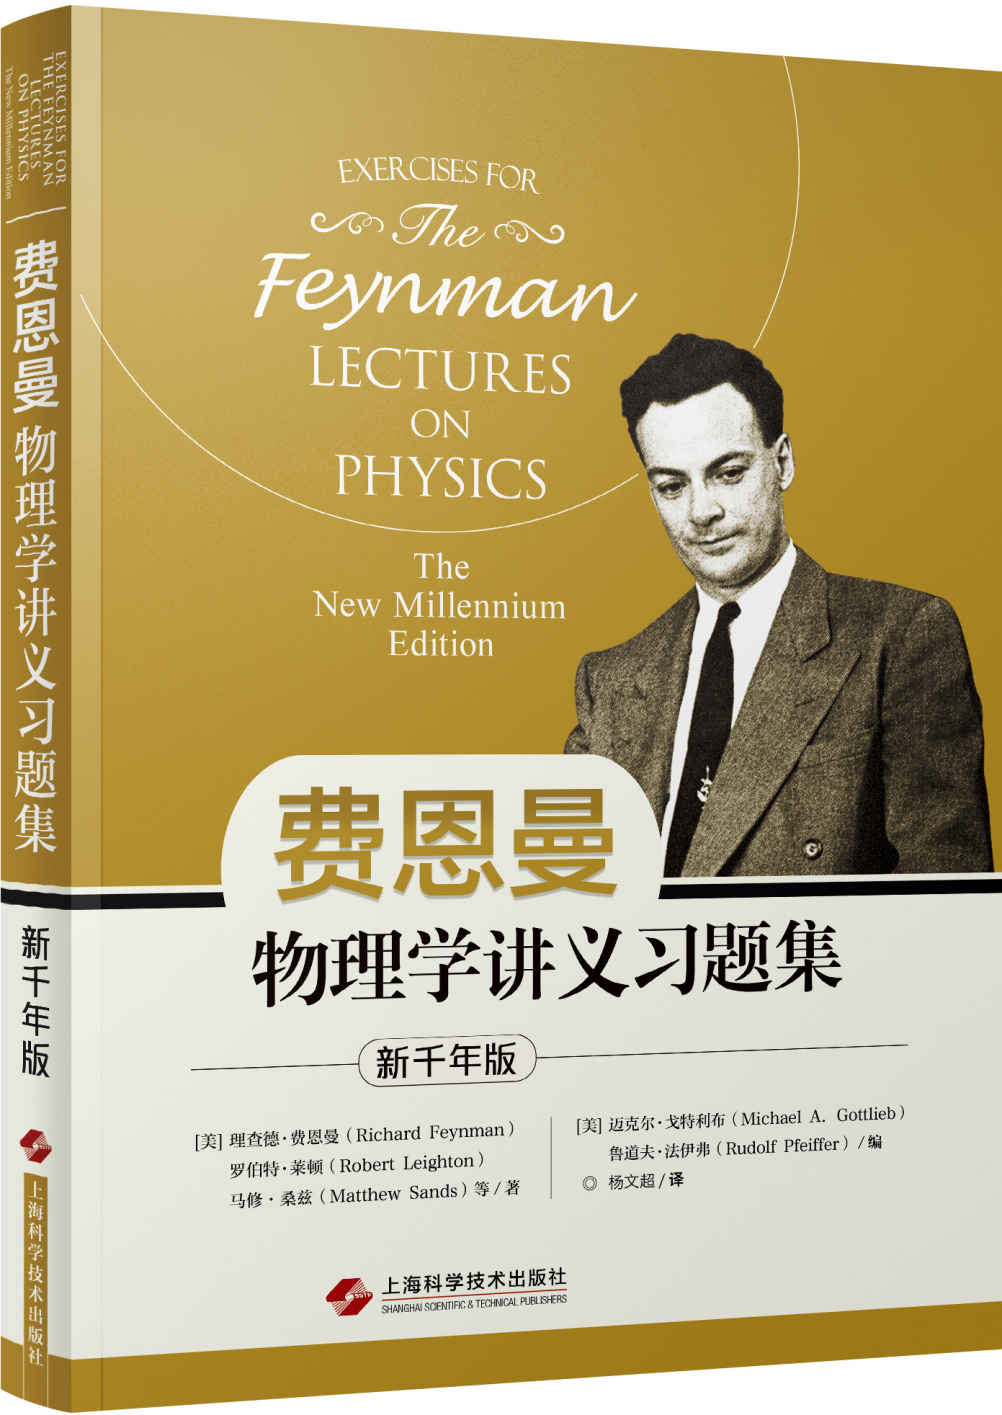 EXERCISES FOR
THE FEYNMAN
LECTURES
ON PHYSICS
The New Millennium Edition
费恩曼
物理学讲义习题集
新千年版
上海科学技术出版社
EXERCISES FOR
The
Feynman
LECTURES
ON
PHYSICS
The
New Millennium
Edition
费恩曼
物理学讲义习题集
新千年版
[美] 理查德·费恩曼（Richard Feynman）
罗伯特·莱顿（Robert Leighton）
马修·桑兹（Matthew Sands）等/著
[美] 迈克尔·戈特利布（Michael A. Gottlieb）
鲁道夫·法伊弗（Rudolf Pfeiffer）/编
◎ 杨文超/译
SSTP
上海科学技术出版社
SHANGHAI SCIENTIFIC & TECHNICAL PUBLISHERS